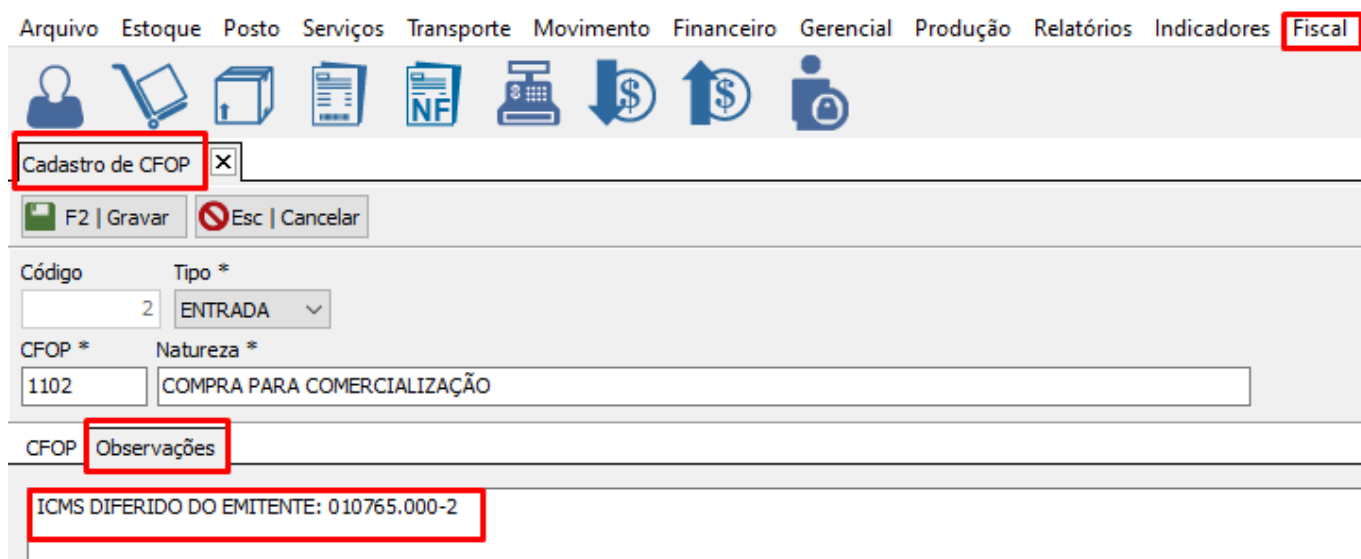 Arquivo Estoque Posto Serviços Transporte Movimento Financeiro Gerencial Produção Relatórios Indicadores Fiscal
NF
Cadastro de CFOP
F2 | Gravar Esc | Cancelar
Código Tipo *
2 ENTRADA
CFOP * Natureza *
1102 COMPRA PARA COMERCIALIZAÇÃO
CFOP Observações
ICMS DIFERIDO DO EMITENTE: 010765.000-2